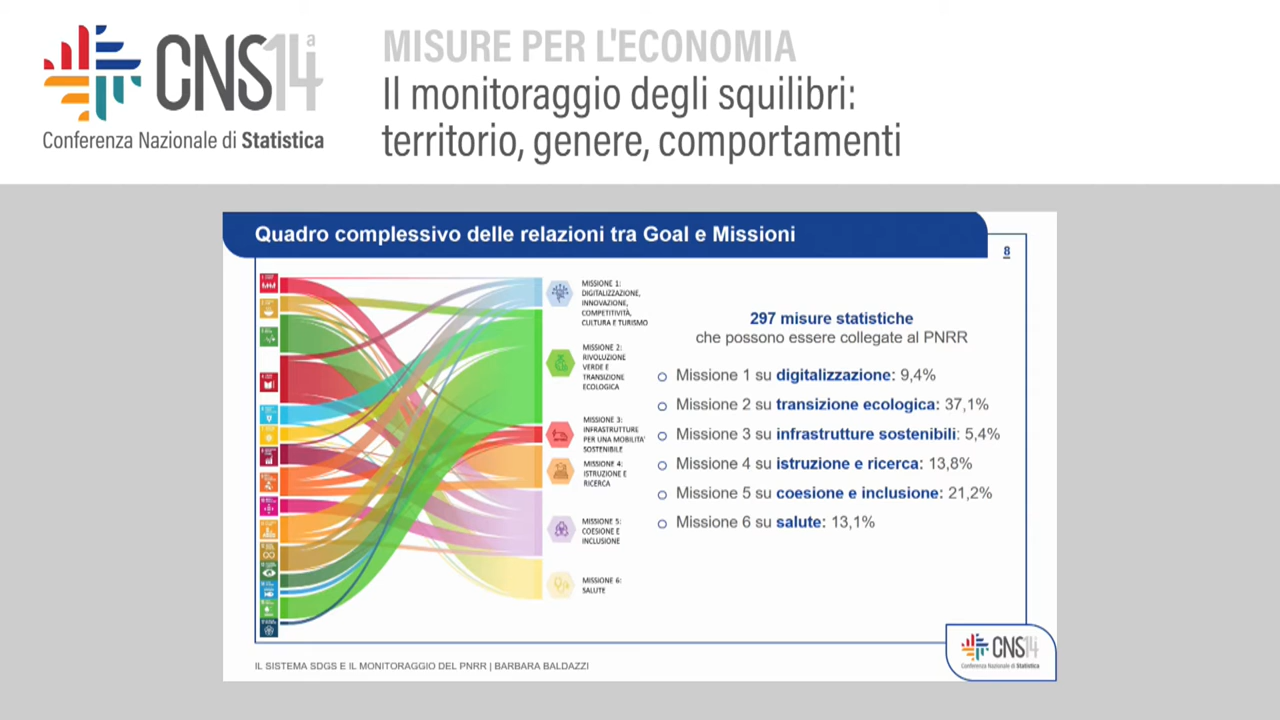 CNS14ª
Conferenza Nazionale di Statistica
MISURE PER L'ECONOMIA
Il monitoraggio degli squilibri:
territorio, genere, comportamenti
Quadro complessivo delle relazioni tra Goal e Missioni
8
MISSIONE 1:
DIGITALIZZAZIONE,
INNOVAZIONE,
COMPETITIVITÀ,
CULTURA E TURISMO
MISSIONE 2:
RIVOLUZIONE
VERDE E
TRANSIZIONE
ECOLOGICA
MISSIONE 3:
INFRASTRUTTURE
PER UNA MOBILITA'
SOSTENIBILE
MISSIONE 4:
ISTRUZIONE E
RICERCA
MISSIONE 5:
COESIONE E
INCLUSIONE
MISSIONE 6:
SALUTE
297 misure statistiche
che possono essere collegate al PNRR
Missione 1 su digitalizzazione: 9,4%
Missione 2 su transizione ecologica: 37,1%
Missione 3 su infrastrutture sostenibili: 5,4%
Missione 4 su istruzione e ricerca: 13,8%
Missione 5 su coesione e inclusione: 21,2%
Missione 6 su salute: 13,1%
IL SISTEMA SDGS E IL MONITORAGGIO DEL PNRR | BARBARA BALDAZZI
CNS14
Conferenza Nazionale di Statistica